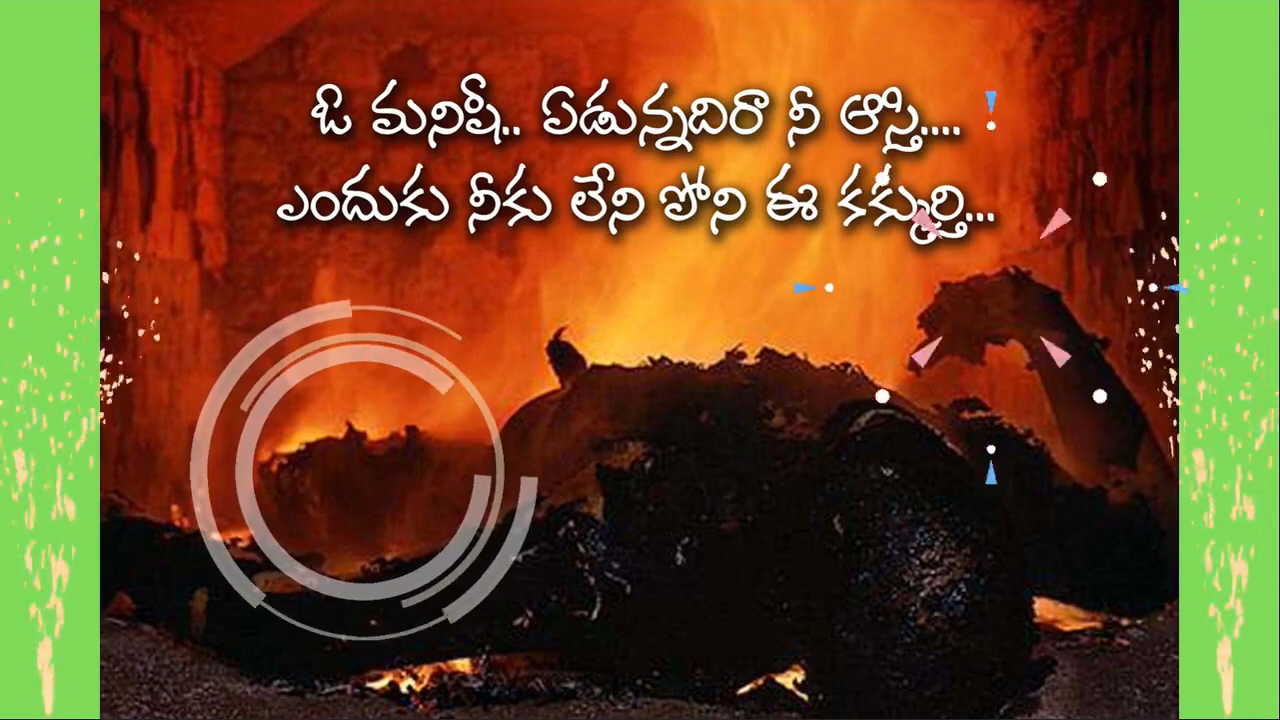 ఓ మనిషీ.. ఏడున్నదిరా నీ ఆస్తి....
ఎందుకు నీకు లేని పోని ఈ కక్కుర్తి...